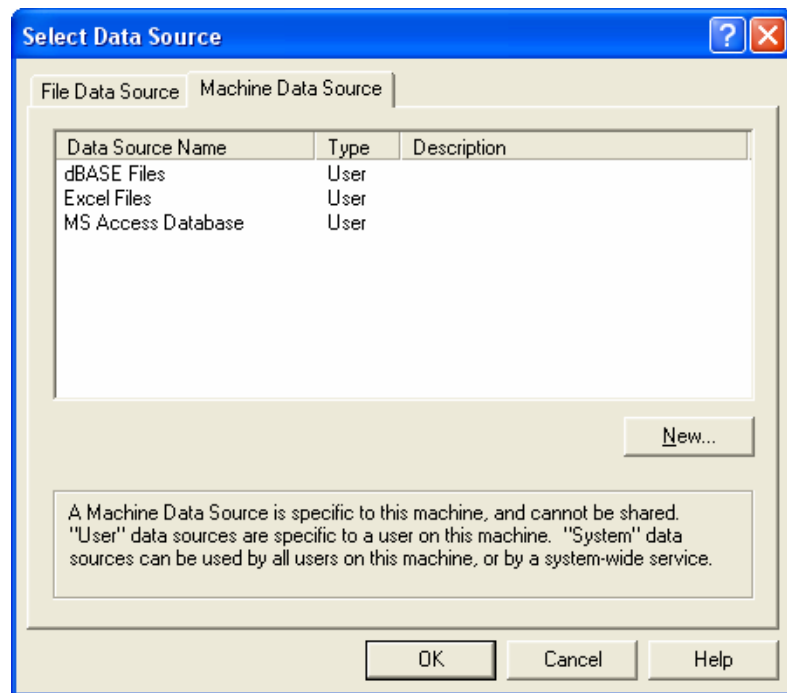 Select Data Source
File Data Source Machine Data Source
Data Source Name Type Description
dBASE Files User
Excel Files User
MS Access Database User
New...
A Machine Data Source is specific to this machine, and cannot be shared.
"User" data sources are specific to a user on this machine. "System" data
sources can be used by all users on this machine, or by a system-wide service.
OK Cancel Help